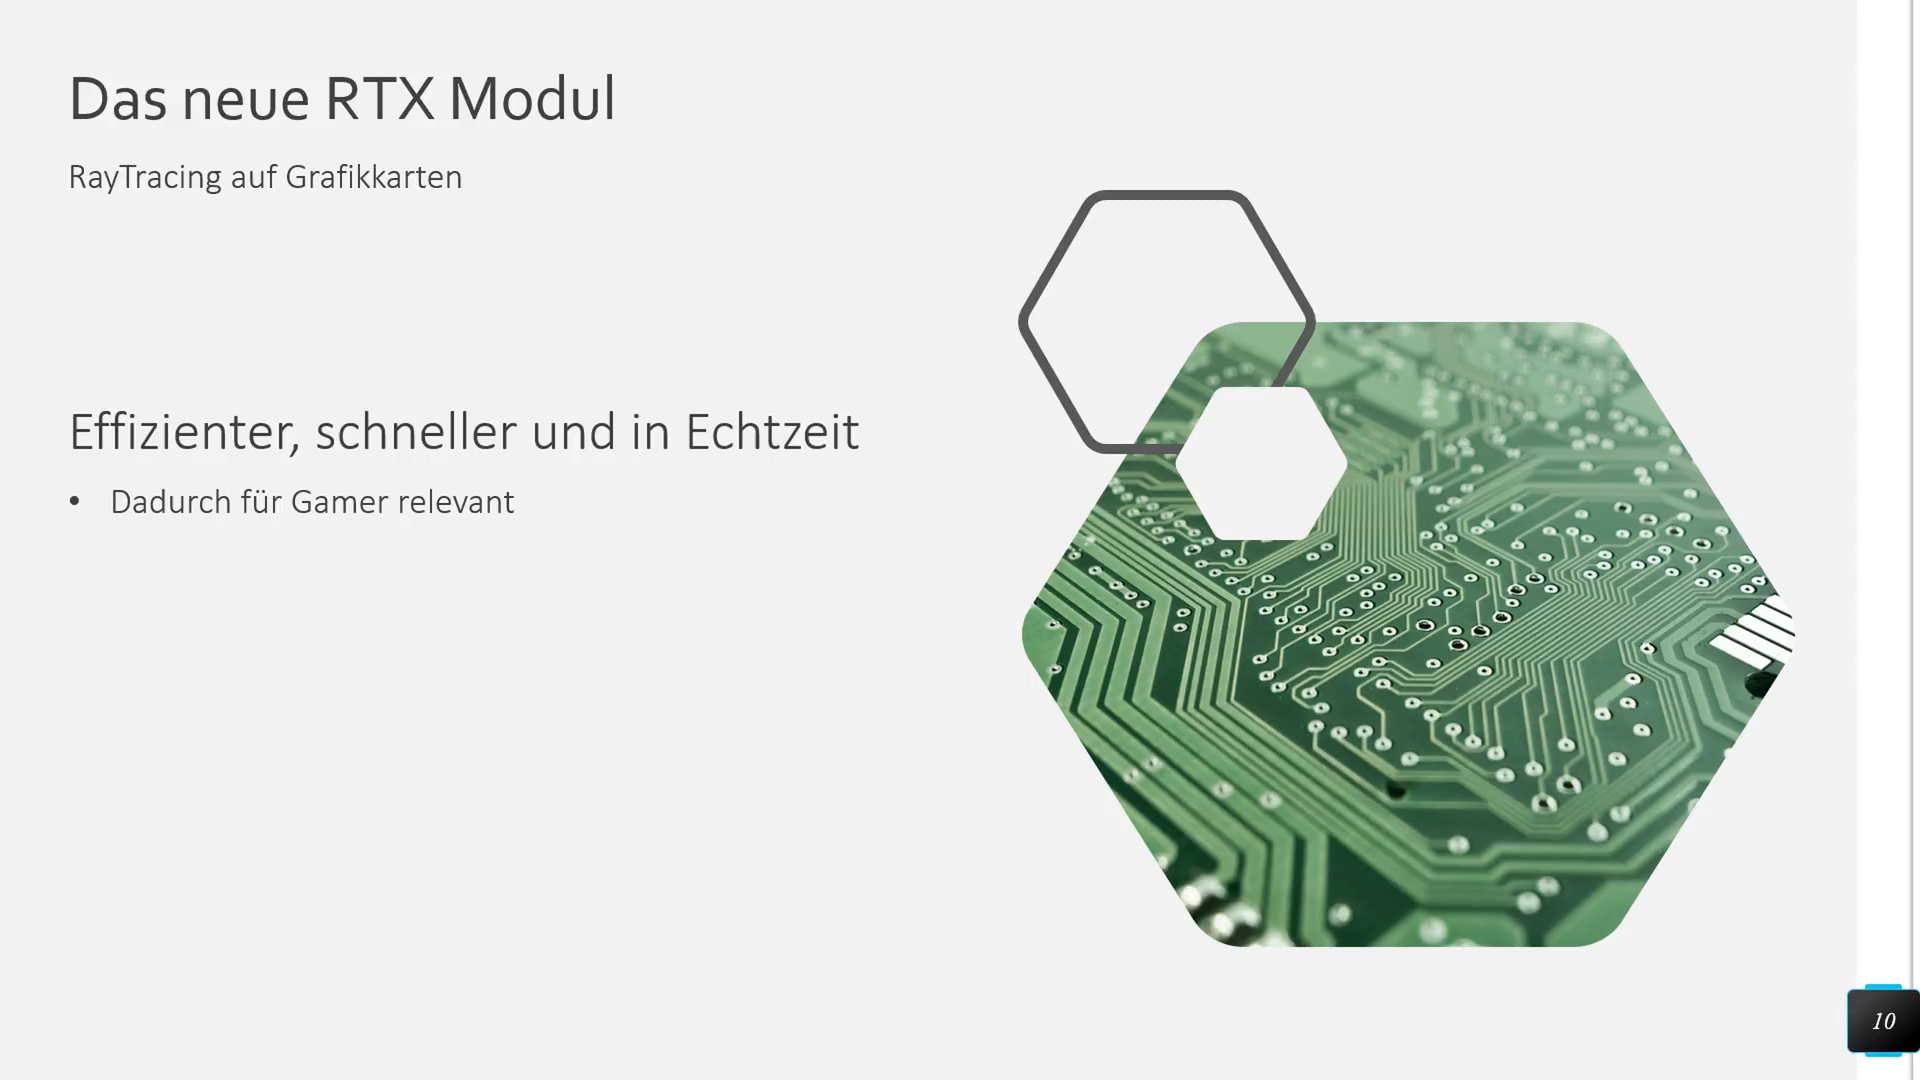 Das neue RTX Modul
RayTracing auf Grafikkarten
Effizienter, schneller und in Echtzeit
• Dadurch für Gamer relevant
10